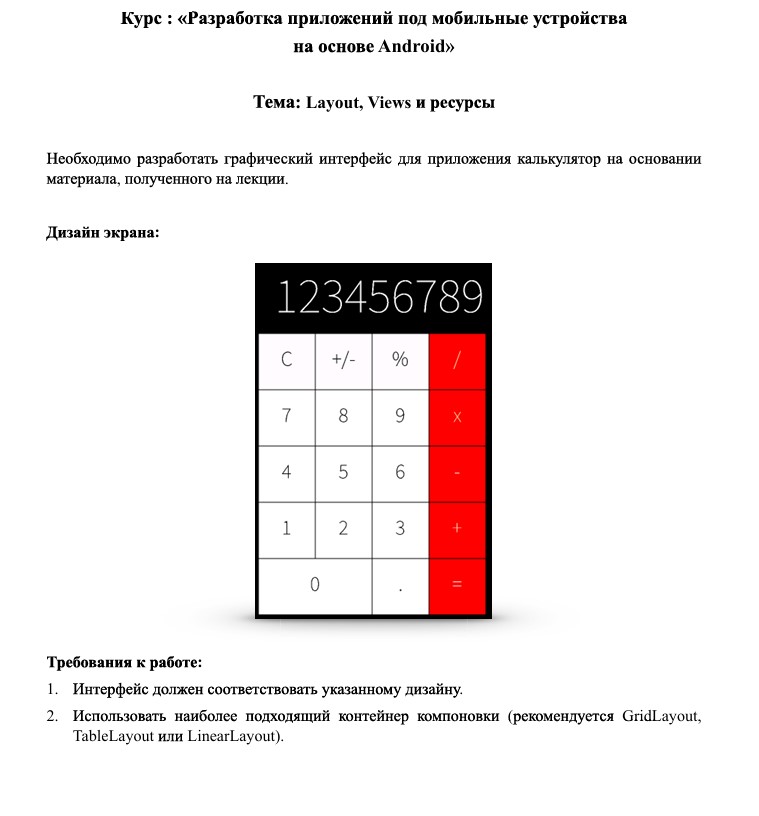 Курс : «Разработка приложений под мобильные устройства
на основе Android»
Тема: Layout, Views и ресурсы
Необходимо разработать графический интерфейс для приложения калькулятор на основании
материала, полученного на лекции.
Дизайн экрана:
123456789
C +/- % /
7 8 9 x
4 5 6 -
1 2 3 +
0 . =
Требования к работе:
1. Интерфейс должен соответствовать указанному дизайну.
2. Использовать наиболее подходящий контейнер компоновки (рекомендуется GridLayout,
TableLayout или LinearLayout).